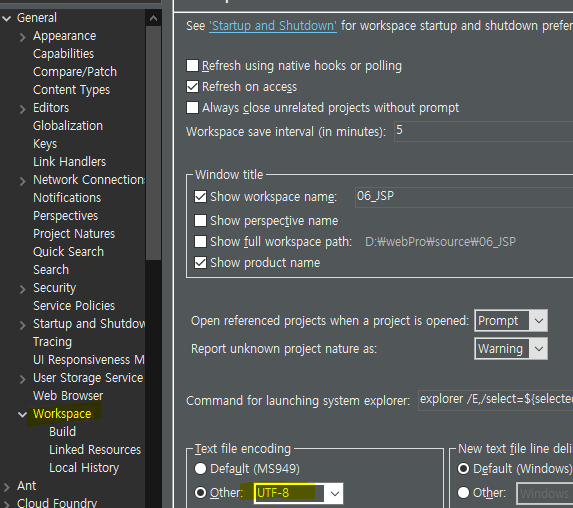 General
Appearance
Capabilities
Compare/Patch
Content Types
Editors
Globalization
Keys
Link Handlers
Network Connection
Notifications
Perspectives
Project Natures
Quick Search
Search
Security
Service Policies
Startup and Shutdow
Tracing
UI Responsiveness M
User Storage Service
Web Browser
Workspace
Build
Linked Resources
Local History
Ant
Cloud Foundry
See 'Startup and Shutdown' for workspace startup and shutdown prefer
Refresh using native hooks or polling
Refresh on access
Always close unrelated projects without prompt
Workspace save interval (in minutes): 5
Window title
Show workspace name: 06_JSP
Show perspective name
Show full workspace path: D:₩webPro₩source₩06_JSP
Show product name
Open referenced projects when a project is opened: Prompt
Report unknown project nature as: Warning
Command for launching system explorer: explorer /E,/select=${selected
Text file encoding
Default (MS949)
Other: UTF-8
New text file line deli
Default (Windows)
Other: Windows